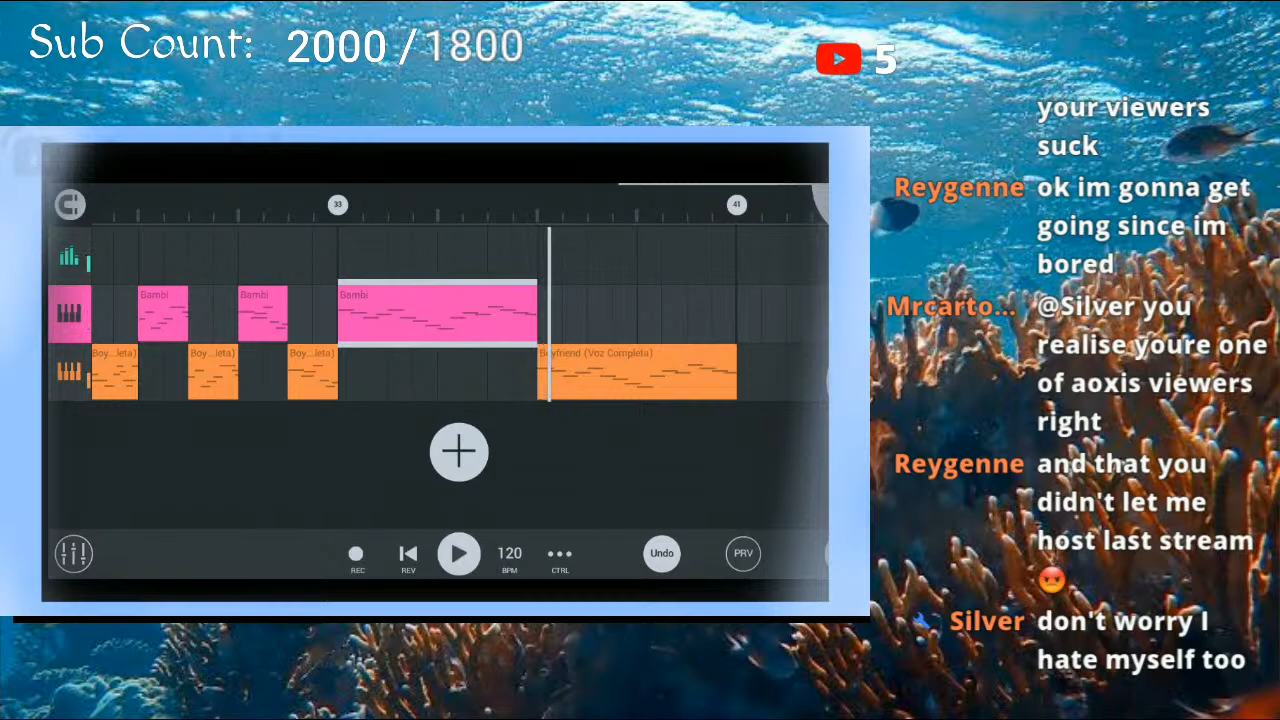 Sub Count: 2000 / 1800
5
your viewers
suck
Reygenne ok im gonna get
going since im
bored
Mrcarto... @Silver you
realise youre one
of aoxis viewers
right
Reygenne and that you
didn't let me
host last stream
Silver don't worry I
hate myself too
33
41
Bambi
Bambi
Bambi
Boy...leta)
Boy...leta)
Boy...leta)
Boyfriend (Voz Completa)
120
Undo
PRV
REC
REV
BPM
CTRL